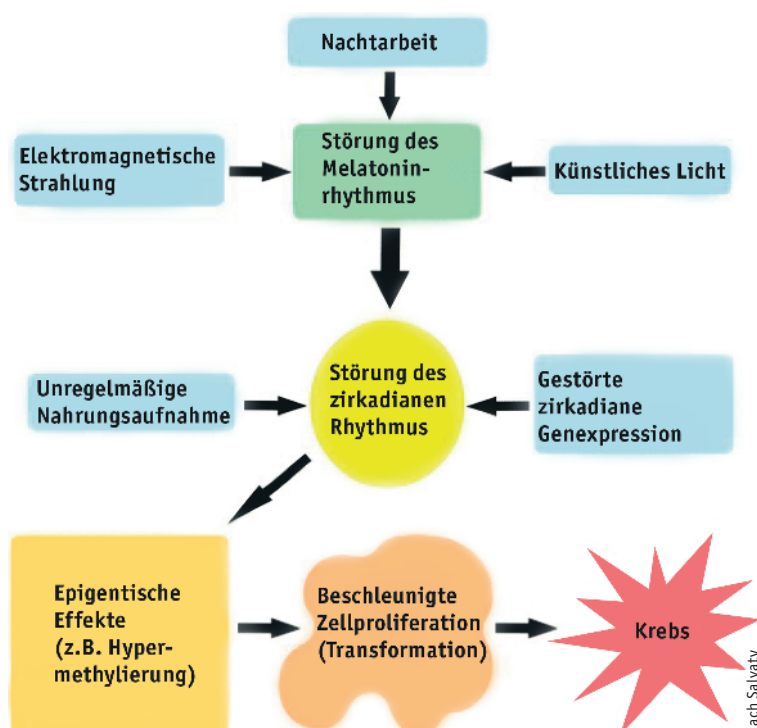 Nachtarbeit
Elektromagnetische
Strahlung
Störung des
Melatonin-
rhythmus
Künstliches Licht
Unregelmäßige
Nahrungsaufnahme
Störung des
zirkadianen
Rhythmus
Gestörte
zirkadiane
Genexpression
Epigentische
Effekte
(z.B. Hyper-
methylierung)
Beschleunigte
Zellproliferation
(Transformation)
Krebs
ach Salvaty